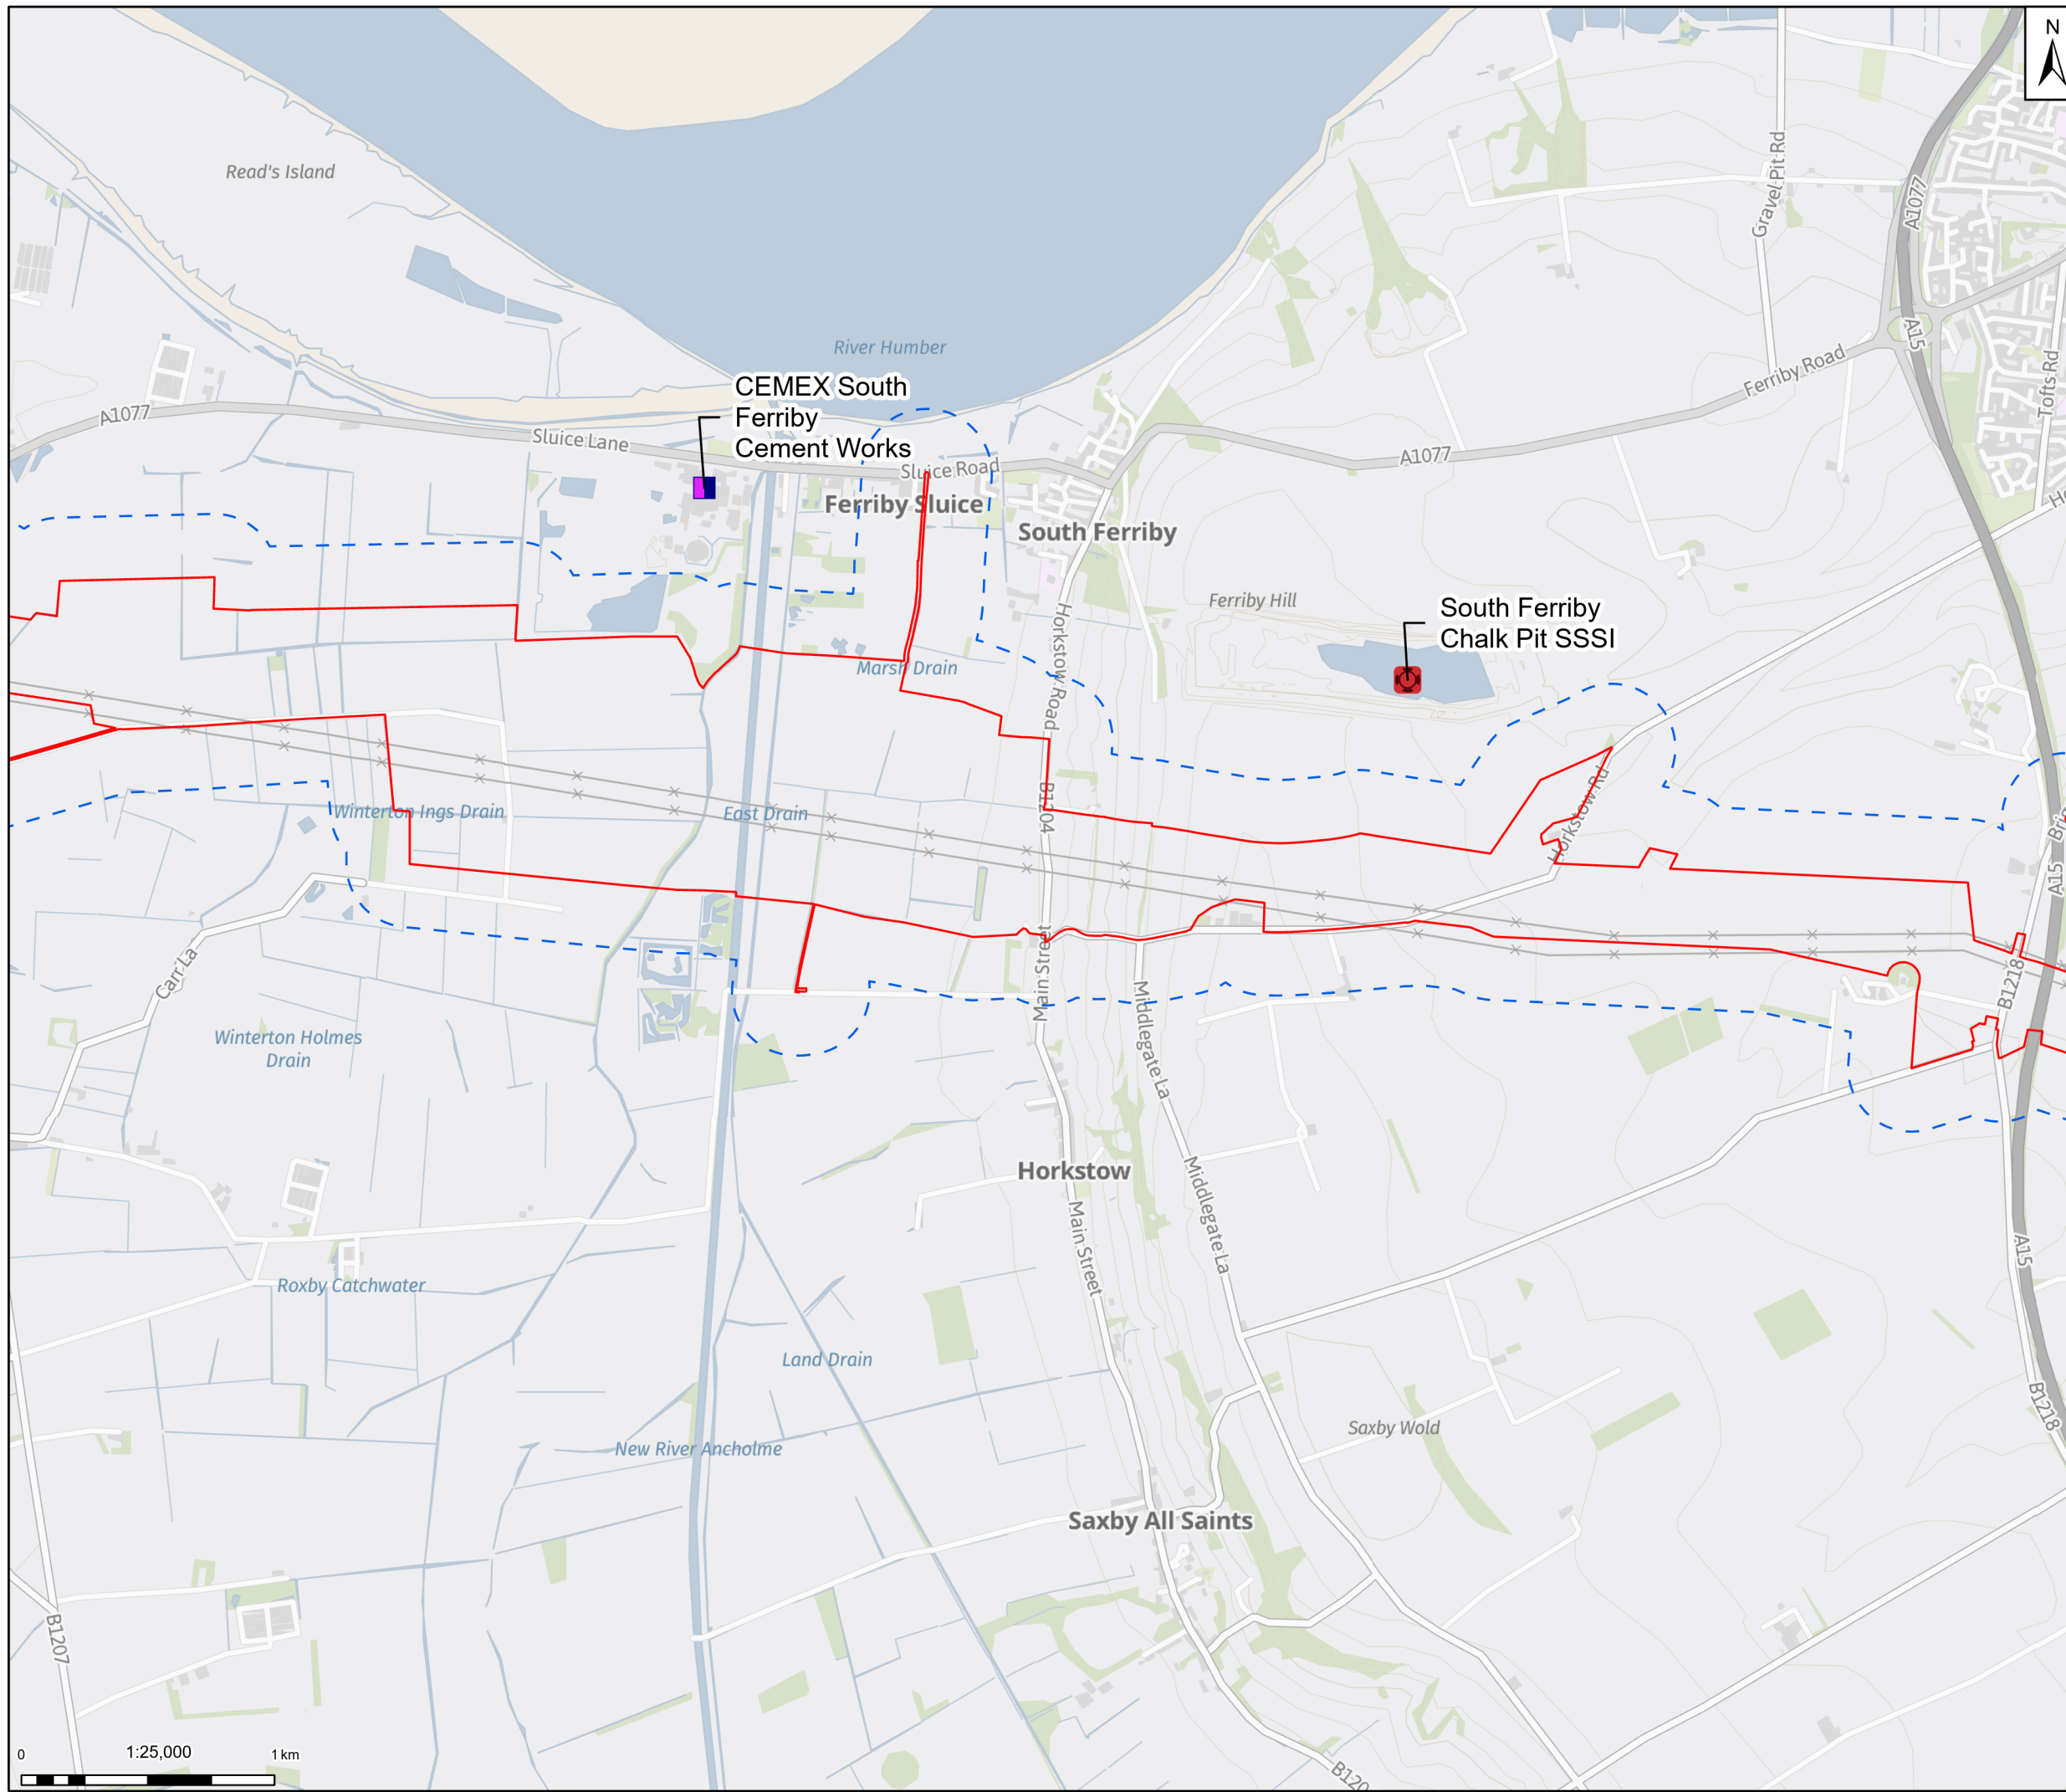 N
Read's Island
Gravel Pit Rd
A1077
River Humber
A15
CEMEX South
Ferriby
Cement Works
Ferriby Road
Tofts Rd
A1077
Sluice Lane
Sluice Road
A1077
Ferriby Sluice
South Ferriby
Ferriby Hill
South Ferriby
Chalk Pit SSSI
Horkstow Road
Marsh Drain
Winterton Ings Drain
East Drain
B1204
Horkstow Rd
A15
Carr La
Main Street
Middlegate La
B1218
Winterton Holmes
Drain
Horkstow
Middlegate La
Main Street
A15
Roxby Catchwater
Land Drain
B1218
Saxby Wold
New River Ancholme
Saxby All Saints
B1207
B120
0
1:25,000
1 km